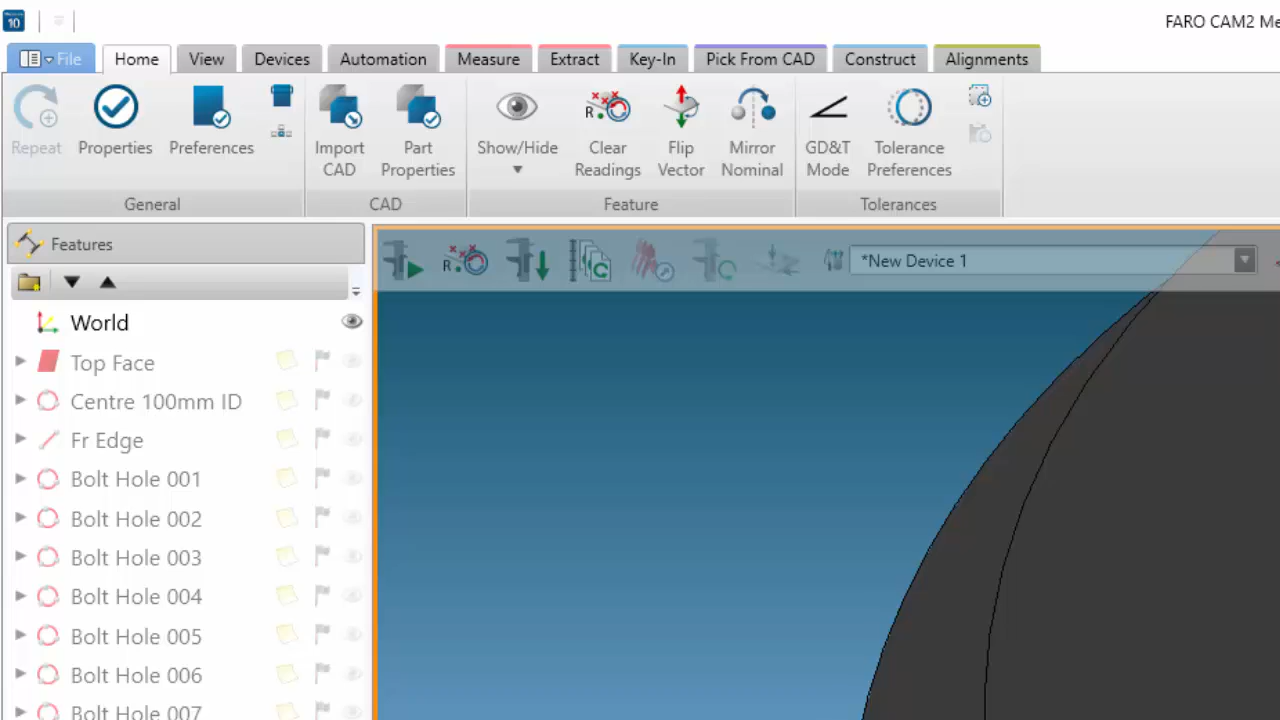 10
FARO CAM2
File Home View Devices Automation Measure Extract Key-In Pick From CAD Construct Alignments
Repeat Properties Preferences Import CAD Part Properties Show/Hide Clear Readings Flip Vector Mirror Nominal GD&T Mode Tolerance Preferences
General CAD Feature Tolerances
Features
R. *New Device 1
World
Top Face
Centre 100mm ID
Fr Edge
Bolt Hole 001
Bolt Hole 002
Bolt Hole 003
Bolt Hole 004
Bolt Hole 005
Bolt Hole 006
Bolt Hole 007